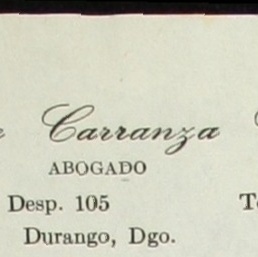 Carranza
ABOGADO
Desp. 105
Durango, Dgo.